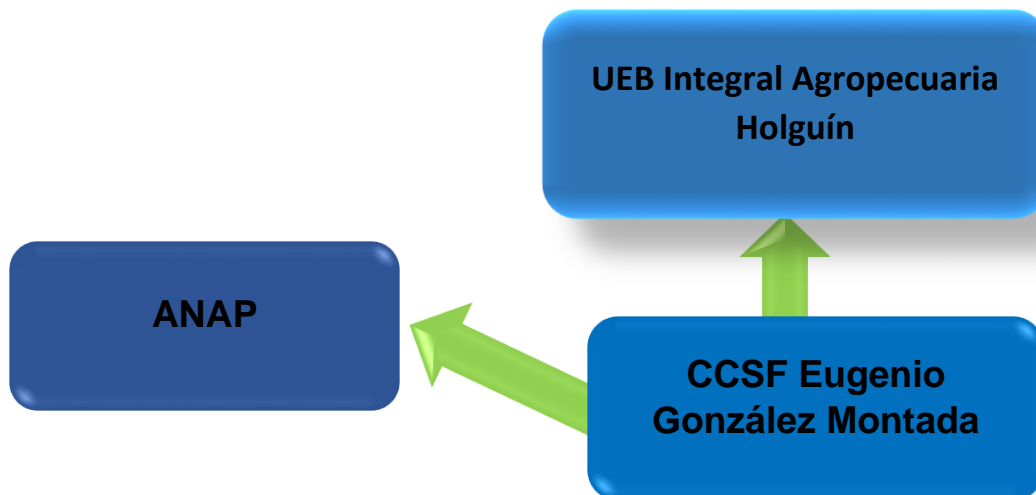 UEB Integral Agropecuaria
Holguín
ANAP
CCSF Eugenio
González Montada